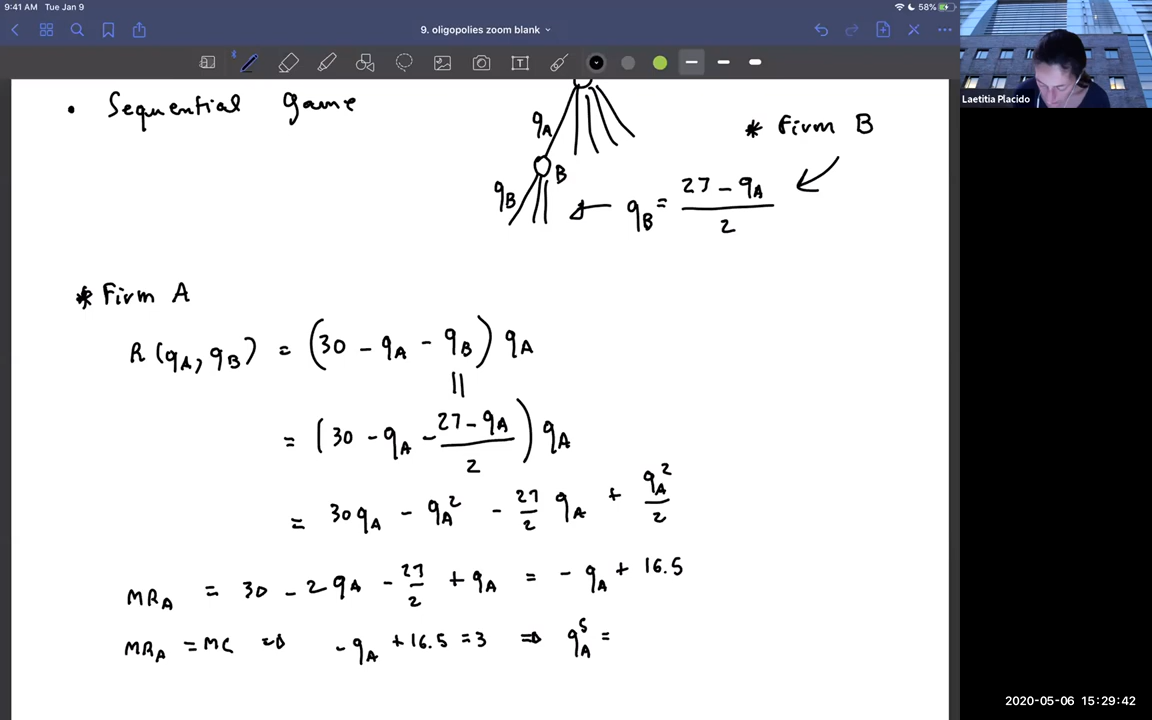 9:41 AM Tue Jan 9
58%
9. oligopolies zoom blank
Laetitia Placido
• Sequential game
qA
B
qB
* Firm B
qB = (27 - qA)/2
* Firm A
R(qA, qB) = (30 - qA - qB) qA
||
= (30 - qA - (27 - qA)/2) qA
= 30qA - qA² - 27/2 qA + qA²/2
MRA = 30 - 2qA - 27/2 + qA = - qA + 16.5
MRA = MC ⇒ - qA + 16.5 = 3 ⇒ qA^S =
2020-05-06 15:29:42